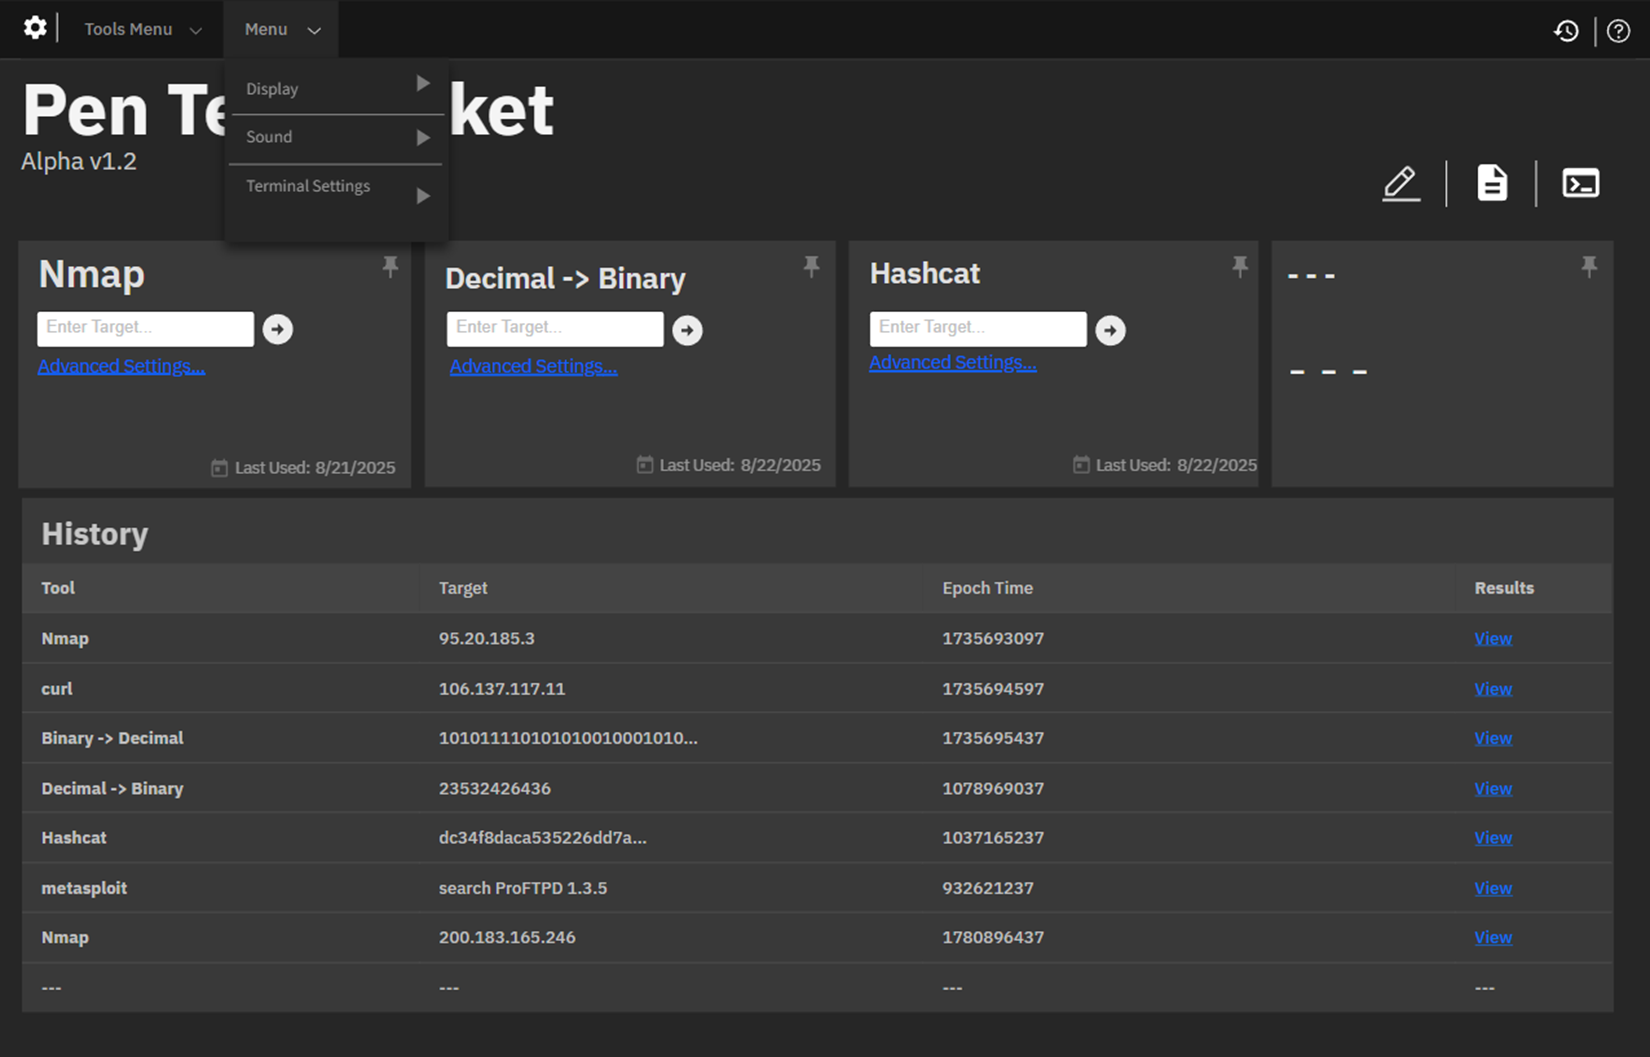 Tools Menu
Menu
Display
Sound
Terminal Settings
Pen Te ket
Alpha v1.2
Nmap
Enter Target...
Advanced Settings...
Last Used: 8/21/2025
Decimal -> Binary
Enter Target...
Advanced Settings...
Last Used: 8/22/2025
Hashcat
Enter Target...
Advanced Settings...
Last Used: 8/22/2025
---
- - -
History
Tool Target Epoch Time Results
Nmap 95.20.185.3 1735693097 View
curl 106.137.117.11 1735694597 View
Binary -> Decimal 101011110101010010001010... 1735695437 View
Decimal -> Binary 23532426436 1078969037 View
Hashcat dc34f8daca535226dd7a... 1037165237 View
metasploit search ProFTPD 1.3.5 932621237 View
Nmap 200.183.165.246 1780896437 View
--- --- --- ---